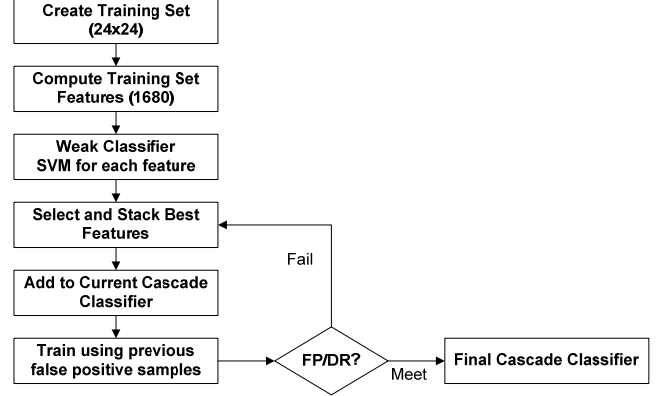 Create Training Set
(24x24)
Compute Training Set
Features (1680)
Weak Classifier
SVM for each feature
Select and Stack Best
Features
Fail
Add to Current Cascade
Classifier
Train using previous
false positive samples
FP/DR?
Meet
Final Cascade Classifier